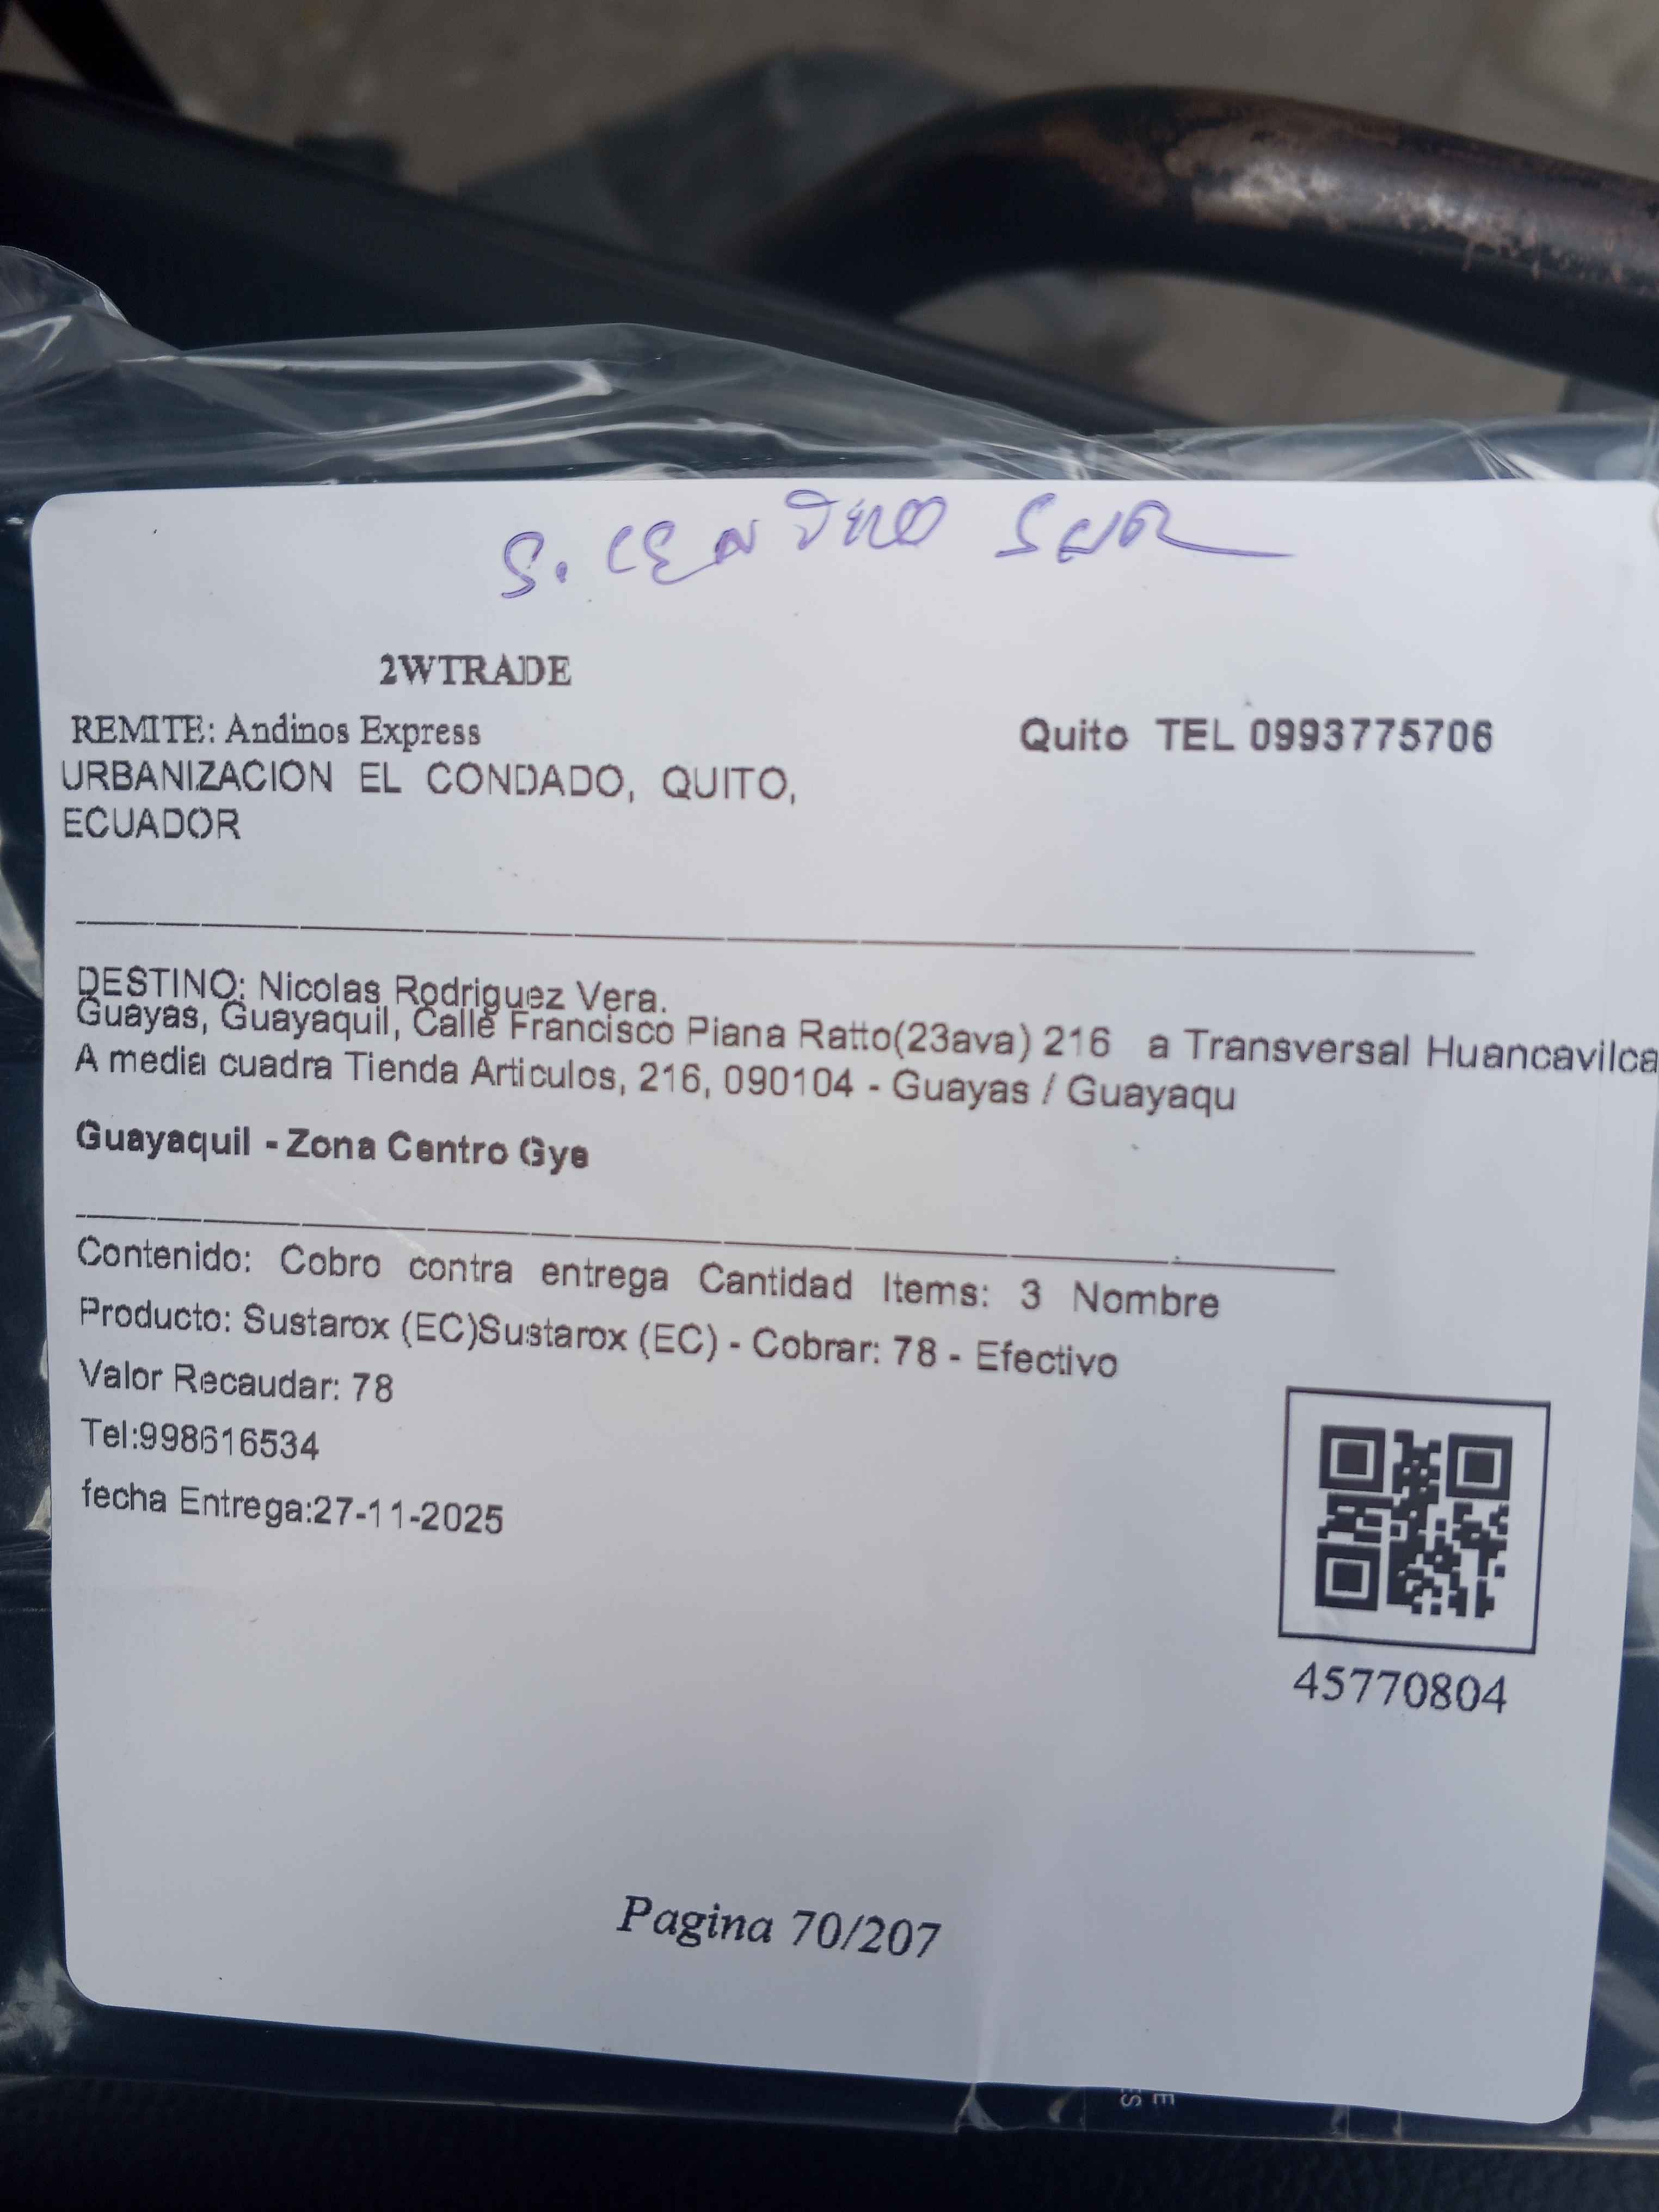 S. CENTRO SUR
2WTRADE
REMITE: Andinos Express
Quito TEL 0993775706
URBANIZACION EL CONDADO, QUITO,
ECUADOR
DESTINO: Nicolas Rodriguez Vera.
Guayas, Guayaquil, Calle Francisco Piana Ratto(23ava) 216 a Transversal Huancavilca
A media cuadra Tienda Articulos, 216, 090104 - Guayas / Guayaqu
Guayaquil - Zona Centro Gye
Contenido: Cobro contra entrega Cantidad Items: 3 Nombre
Producto: Sustarox (EC)Sustarox (EC) - Cobrar: 78 - Efectivo
Valor Recaudar: 78
Tel:998616534
fecha Entrega:27-11-2025
45770804
Pagina 70/207